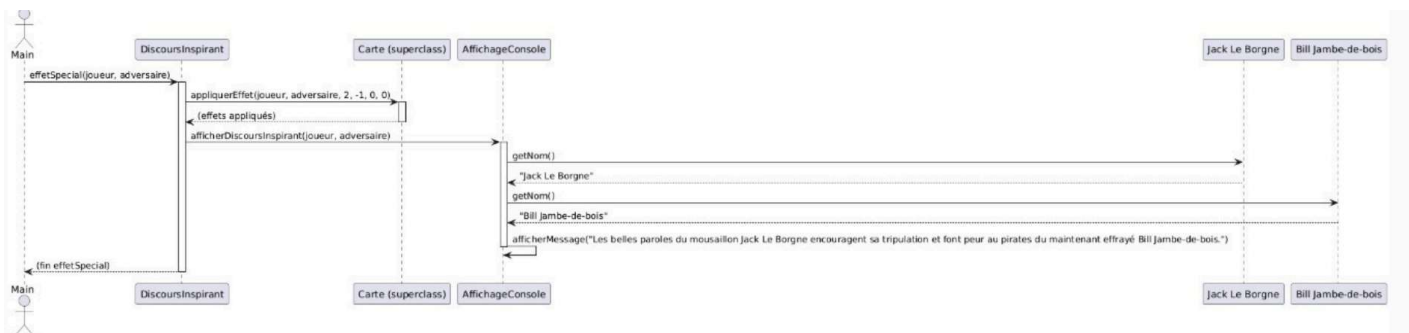 Main
DiscoursInspirant
Carte (superclass)
AffichageConsole
Jack Le Borgne
Bill Jambe-de-bois
effetSpecial(joueur, adversaire)
appliquerEffet(joueur, adversaire, 2, -1, 0, 0)
(effets appliqués)
afficherDiscoursInspirant(joueur, adversaire)
getNom()
"Jack Le Borgne"
getNom()
"Bill Jambe-de-bois"
afficherMessage("Les belles paroles du mousaillon Jack Le Borgne encouragent sa tripulation et font peur au pirates du maintenant effrayé Bill Jambe-de-bois.")
(fin effetSpecial)
Main
DiscoursInspirant
Carte (superclass)
AffichageConsole
Jack Le Borgne
Bill Jambe-de-bois